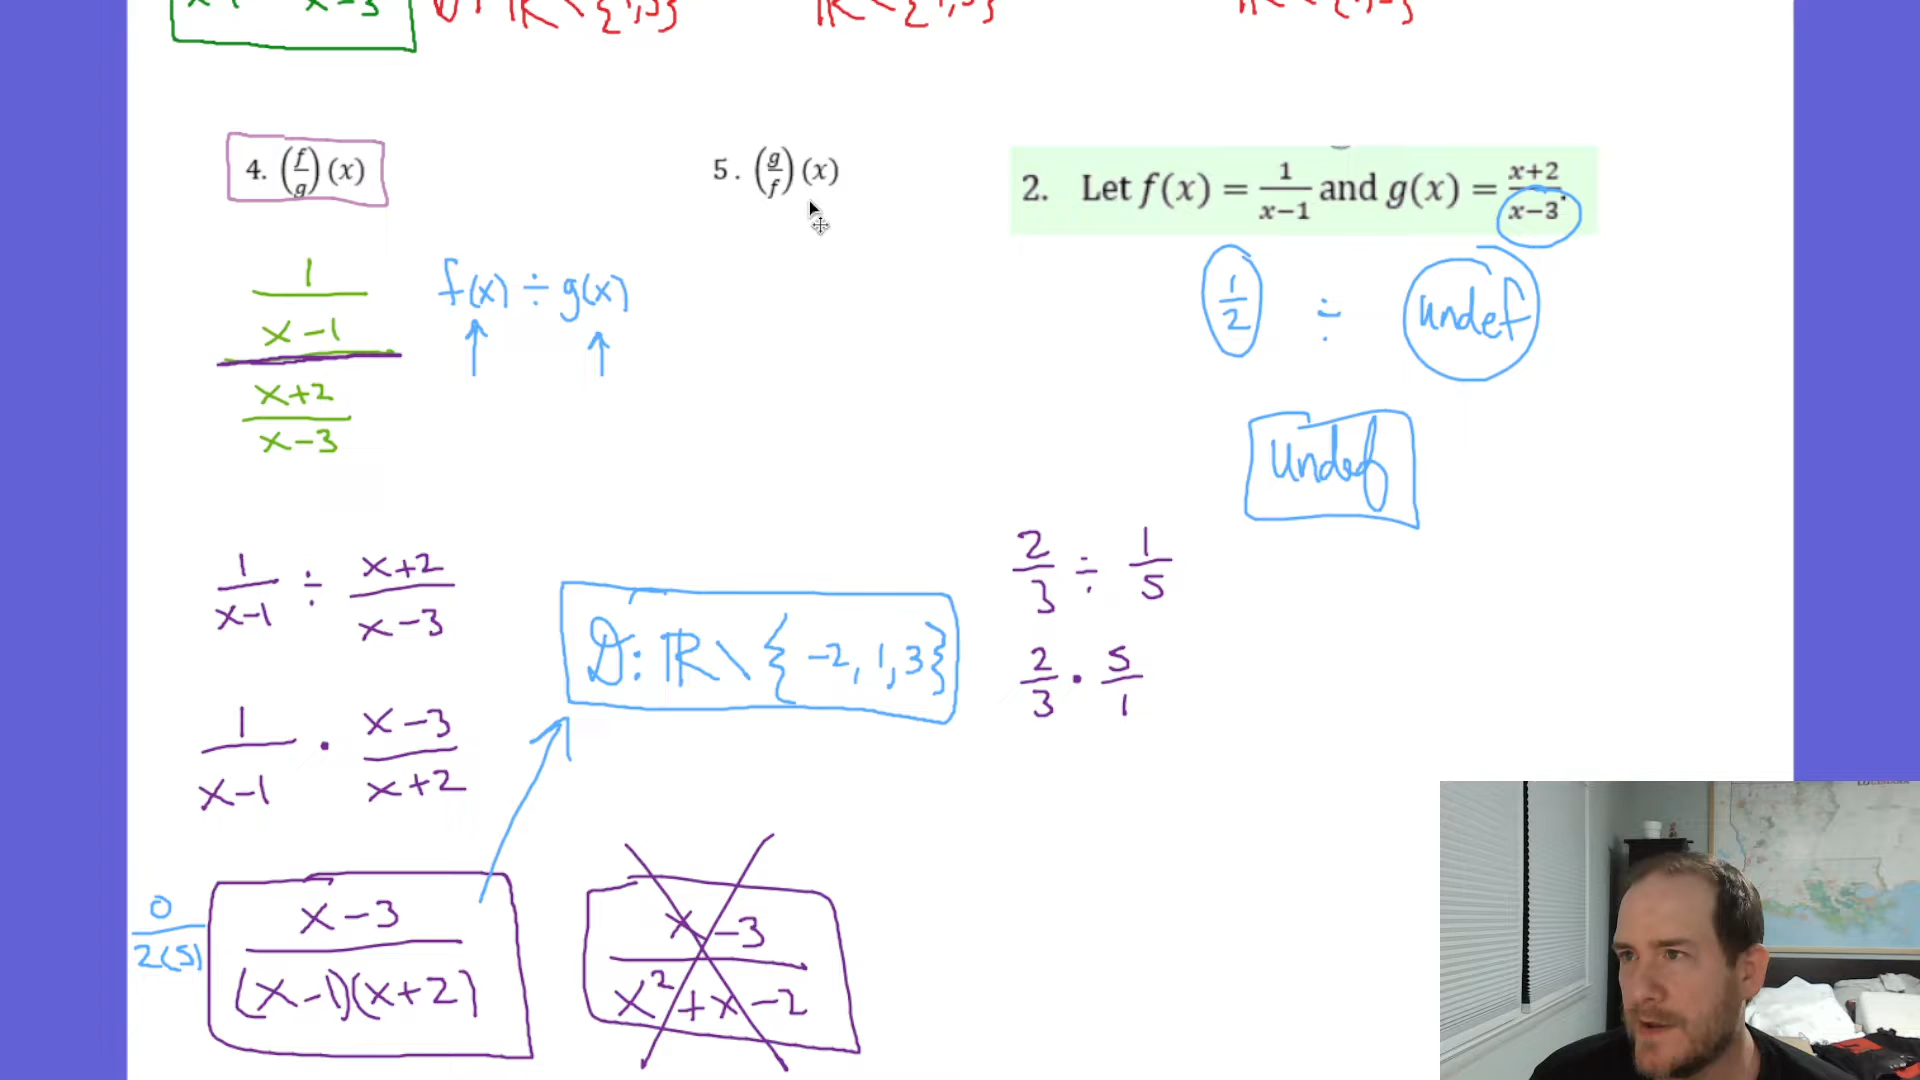 4. (f/g)(x)
5. (g/f)(x)
2. Let f(x) = 1/(x−1) and g(x) = (x+2)/(x−3).
1
x−1
x+2
x−3
f(x) ÷ g(x)
1/2 ÷ undef
undef
1/(x−1) ÷ (x+2)/(x−3)
1/(x−1) · (x−3)/(x+2)
D: ℝ \ {−2, 1, 3}
2/3 ÷ 1/5
2/3 · 5/1
0
2(5)
x−3
(x−1)(x+2)
x−3
x²+x−2